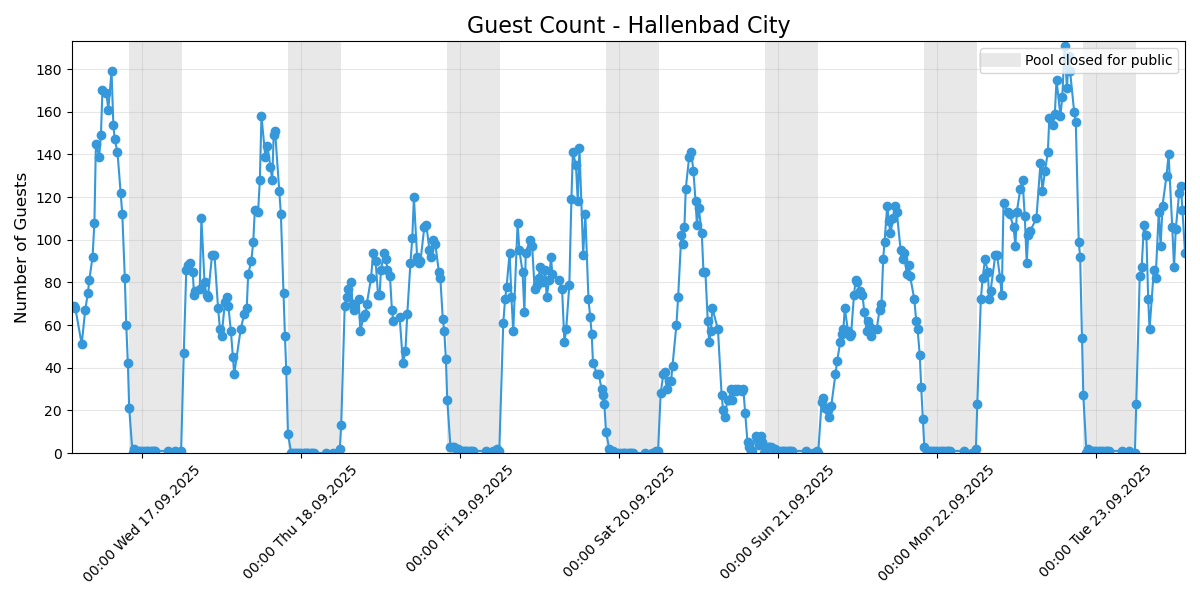 Guest Count - Hallenbad City
Pool closed for public
Number of Guests
180
160
140
120
100
80
60
40
20
0
00:00 Wed 17.09.2025
00:00 Thu 18.09.2025
00:00 Fri 19.09.2025
00:00 Sat 20.09.2025
00:00 Sun 21.09.2025
00:00 Mon 22.09.2025
00:00 Tue 23.09.2025